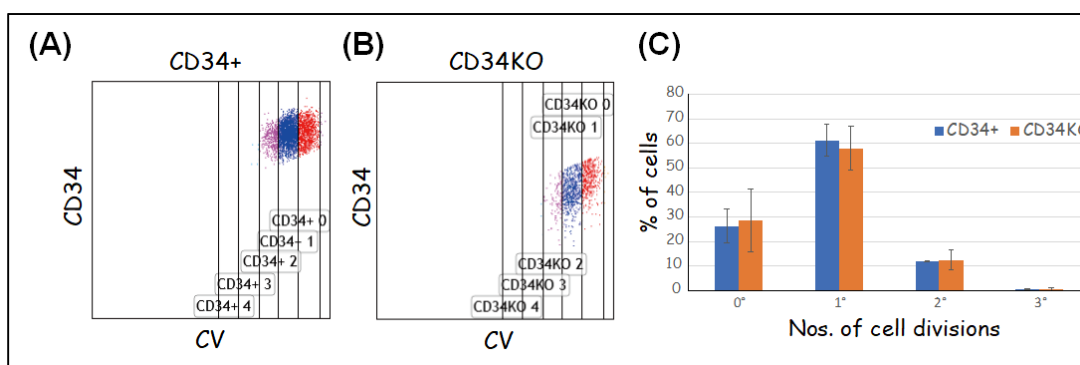 (A)
CD34+
CD34
CD34+ 0
CD34+ 1
CD34+ 2
CD34+ 3
CD34+ 4
CV
(B)
CD34KO
CD34
CD34KO 0
CD34KO 1
CD34KO 2
CD34KO 3
CD34KO 4
CV
(C)
80
70
60
50
40
30
20
10
0
% of cells
CD34+ CD34KO
0° 1° 2° 3°
Nos. of cell divisions